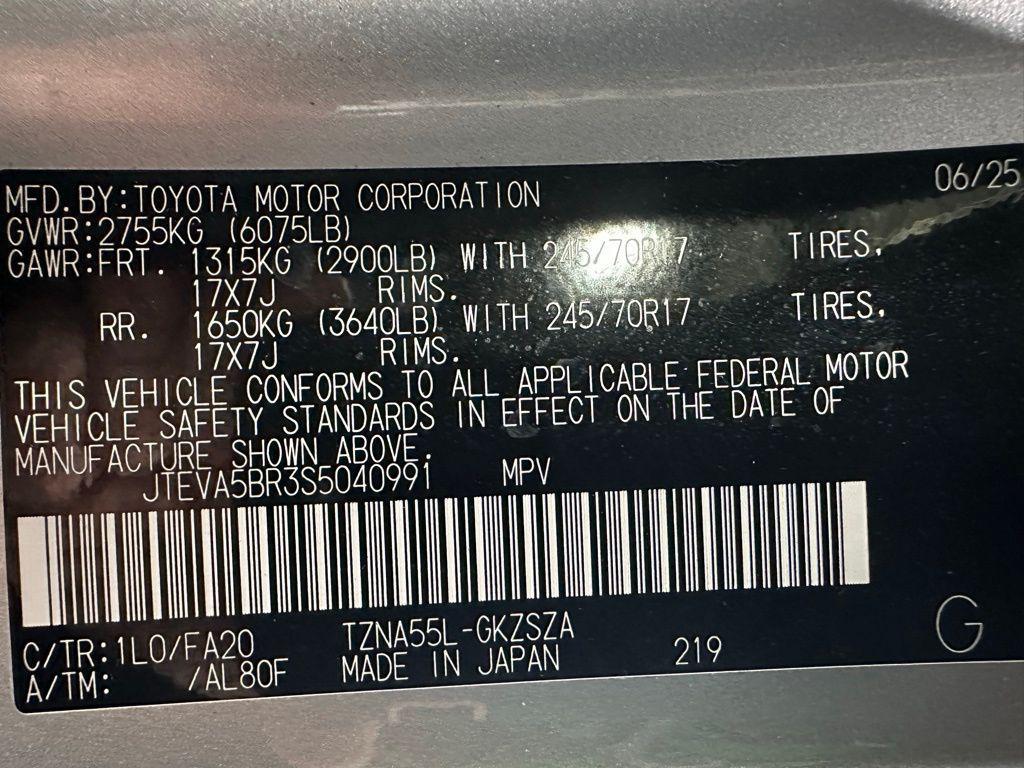 06/25
MFD.BY:TOYOTA MOTOR CORPORATION
GVWR:2755KG (6075LB)
GAWR:FRT. 1315KG (2900LB) WITH 245/70R17 TIRES,
17X7J RIMS.
RR. 1650KG (3640LB) WITH 245/70R17 TIRES,
17X7J RIMS.
THIS VEHICLE CONFORMS TO ALL APPLICABLE FEDERAL MOTOR
VEHICLE SAFETY STANDARDS IN EFFECT ON THE DATE OF
MANUFACTURE SHOWN ABOVE.
JTEVA5BR3S5040991 MPV
C/TR:1L0/FA20 TZNA55L-GKZSZA
A/TM: /AL80F MADE IN JAPAN 219 G